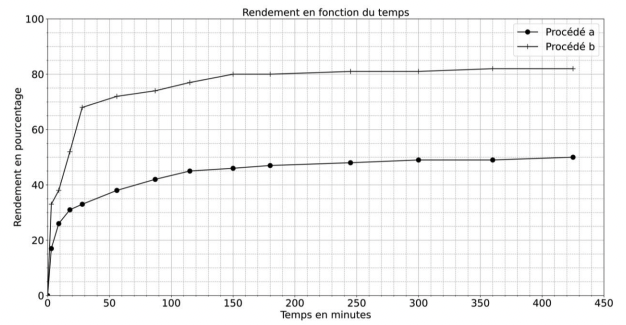 Rendement en fonction du temps
Procédé a
Procédé b
Rendement en pourcentage
100
80
60
40
20
0
0 50 100 150 200 250 300 350 400 450
Temps en minutes